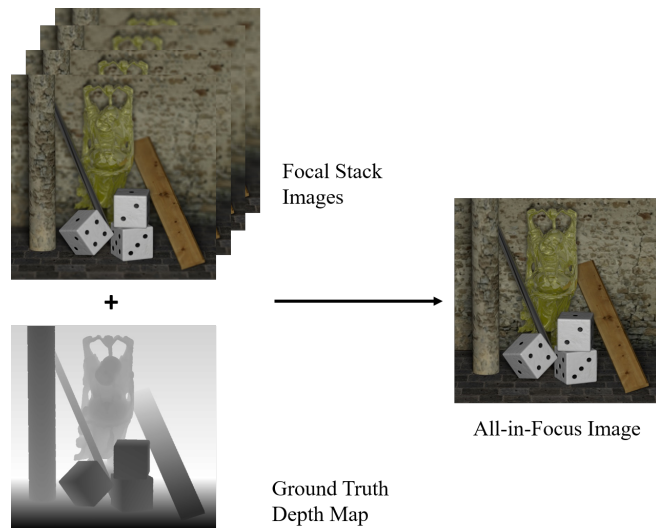 Focal Stack
Images
+
All-in-Focus Image
Ground Truth
Depth Map